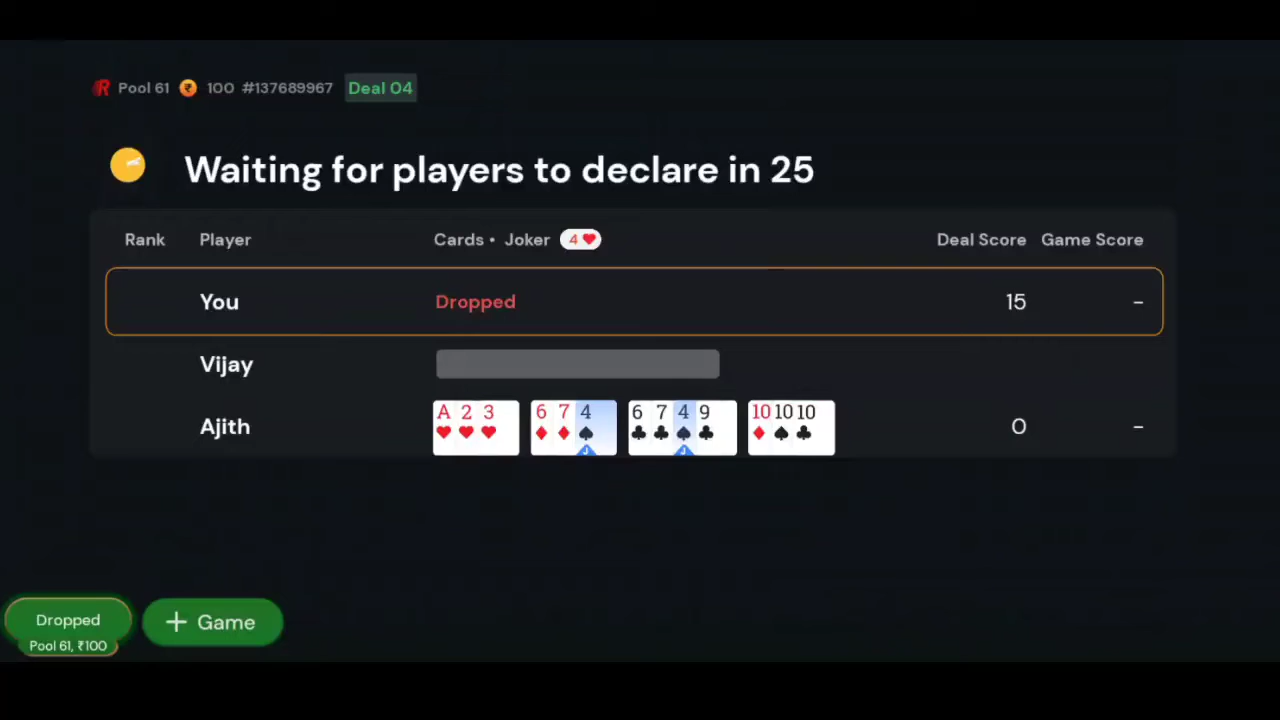 R Pool 61 ₹ 100 #137689967 Deal 04
Waiting for players to declare in 25
Rank Player Cards • Joker 4♥ Deal Score Game Score
You Dropped 15 -
Vijay
Ajith A♥ 2♥ 3♥ 6♦ 7♦ 4♠ J 6♣ 7♣ 4♠ J 9♣ 10♦ 10♠ 10♣ 0 -
Dropped
Pool 61, ₹100
+ Game